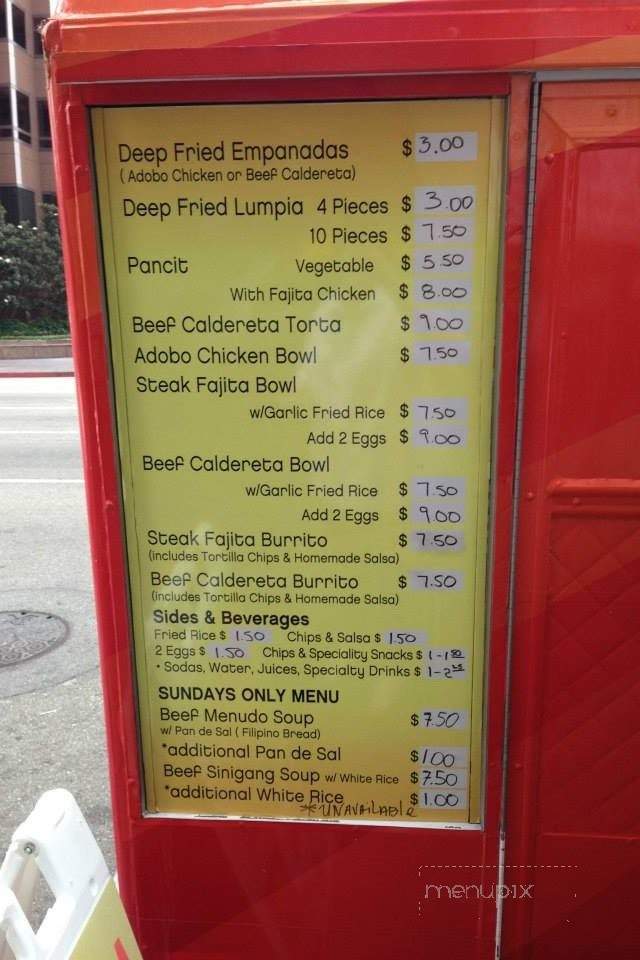 Deep Fried Empanadas $ 3.00
(Adobo Chicken or Beef Caldereta)
Deep Fried Lumpia 4 Pieces $ 3.00
10 Pieces $ 7.50
Pancit Vegetable $ 5.50
With Fajita Chicken $ 8.00
Beef Caldereta Torta $ 9.00
Adobo Chicken Bowl $ 7.50
Steak Fajita Bowl
w/Garlic Fried Rice $ 7.50
Add 2 Eggs $ 9.00
Beef Caldereta Bowl
w/Garlic Fried Rice $ 7.50
Add 2 Eggs $ 9.00
Steak Fajita Burrito $ 7.50
(includes Tortilla Chips & Homemade Salsa)
Beef Caldereta Burrito $ 7.50
(includes Tortilla Chips & Homemade Salsa)
Sides & Beverages
Fried Rice $ 1.50 Chips & Salsa $ 1.50
2 Eggs $ 1.50 Chips & Speciality Snacks $ 1-1
• Sodas, Water, Juices, Specialty Drinks $ 1-2
SUNDAYS ONLY MENU
Beef Menudo Soup $ 7.50
w/ Pan de Sal ( Filipino Bread)
*additional Pan de Sal $ 1.00
Beef Sinigang Soup w/ White Rice $ 7.50
*additional White Rice $ 1.00
*UNAVAILABLE
menupix